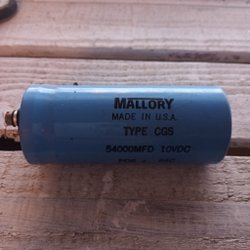 MALLORY
MADE IN U.S.A.
TYPE CGS
54000MFD 10VDC